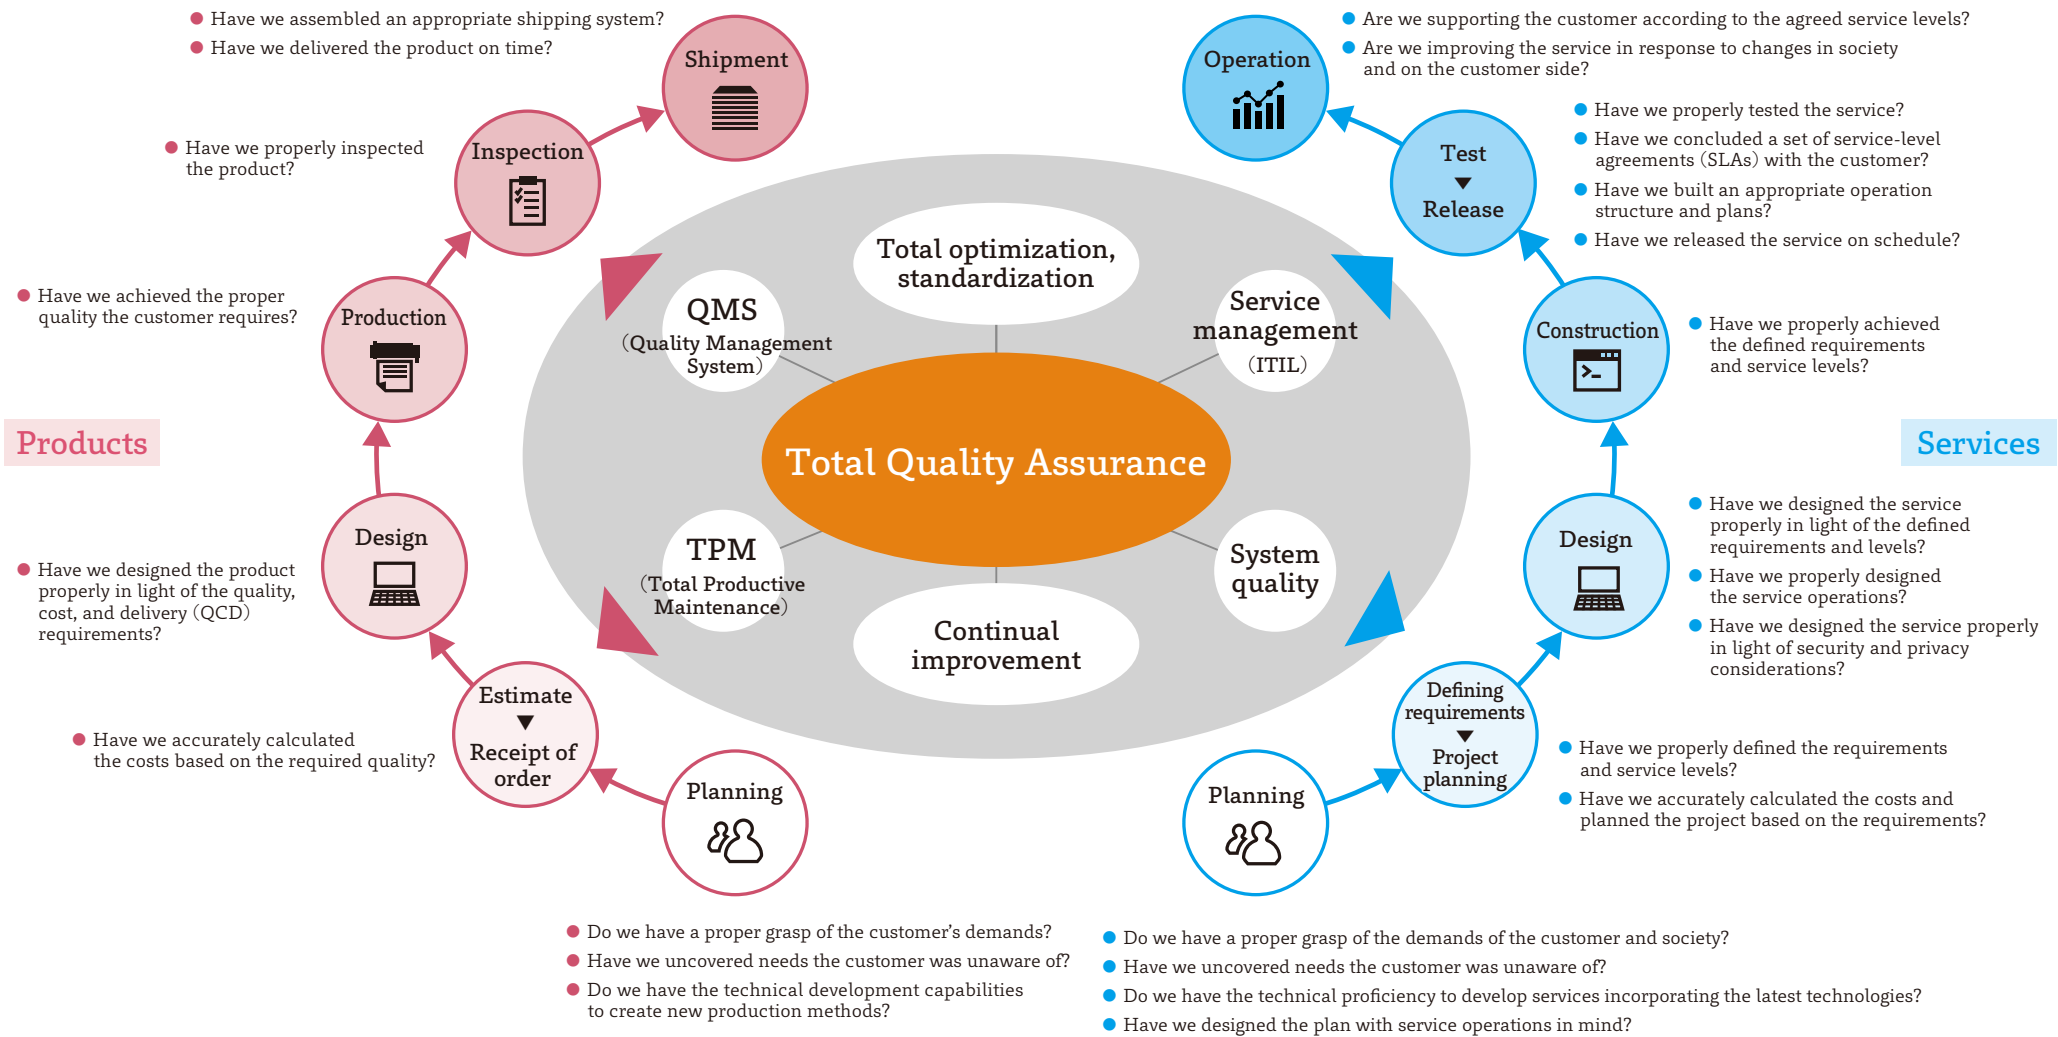 Have we assembled an appropriate shipping system?
Have we delivered the product on time?
Shipment
Have we properly inspected
the product?
Inspection
Have we achieved the proper
quality the customer requires?
Production
Products
Design
Have we designed the product
properly in light of the quality,
cost, and delivery (QCD)
requirements?
Estimate
▼
Receipt of
order
Have we accurately calculated
the costs based on the required quality?
Planning
Do we have a proper grasp of the customer's demands?
Have we uncovered needs the customer was unaware of?
Do we have the technical development capabilities
to create new production methods?
Total optimization,
standardization
QMS
(Quality Management
System)
Service
management
(ITIL)
Total Quality Assurance
TPM
(Total Productive
Maintenance)
System
quality
Continual
improvement
Operation
Are we supporting the customer according to the agreed service levels?
Are we improving the service in response to changes in society
and on the customer side?
Test
▼
Release
Have we properly tested the service?
Have we concluded a set of service-level
agreements (SLAs) with the customer?
Have we built an appropriate operation
structure and plans?
Have we released the service on schedule?
Construction
Have we properly achieved
the defined requirements
and service levels?
Services
Design
Have we designed the service
properly in light of the defined
requirements and levels?
Have we properly designed
the service operations?
Have we designed the service properly
in light of security and privacy
considerations?
Defining
requirements
▼
Project
planning
Have we properly defined the requirements
and service levels?
Have we accurately calculated the costs and
planned the project based on the requirements?
Planning
Do we have a proper grasp of the demands of the customer and society?
Have we uncovered needs the customer was unaware of?
Do we have the technical proficiency to develop services incorporating the latest technologies?
Have we designed the plan with service operations in mind?